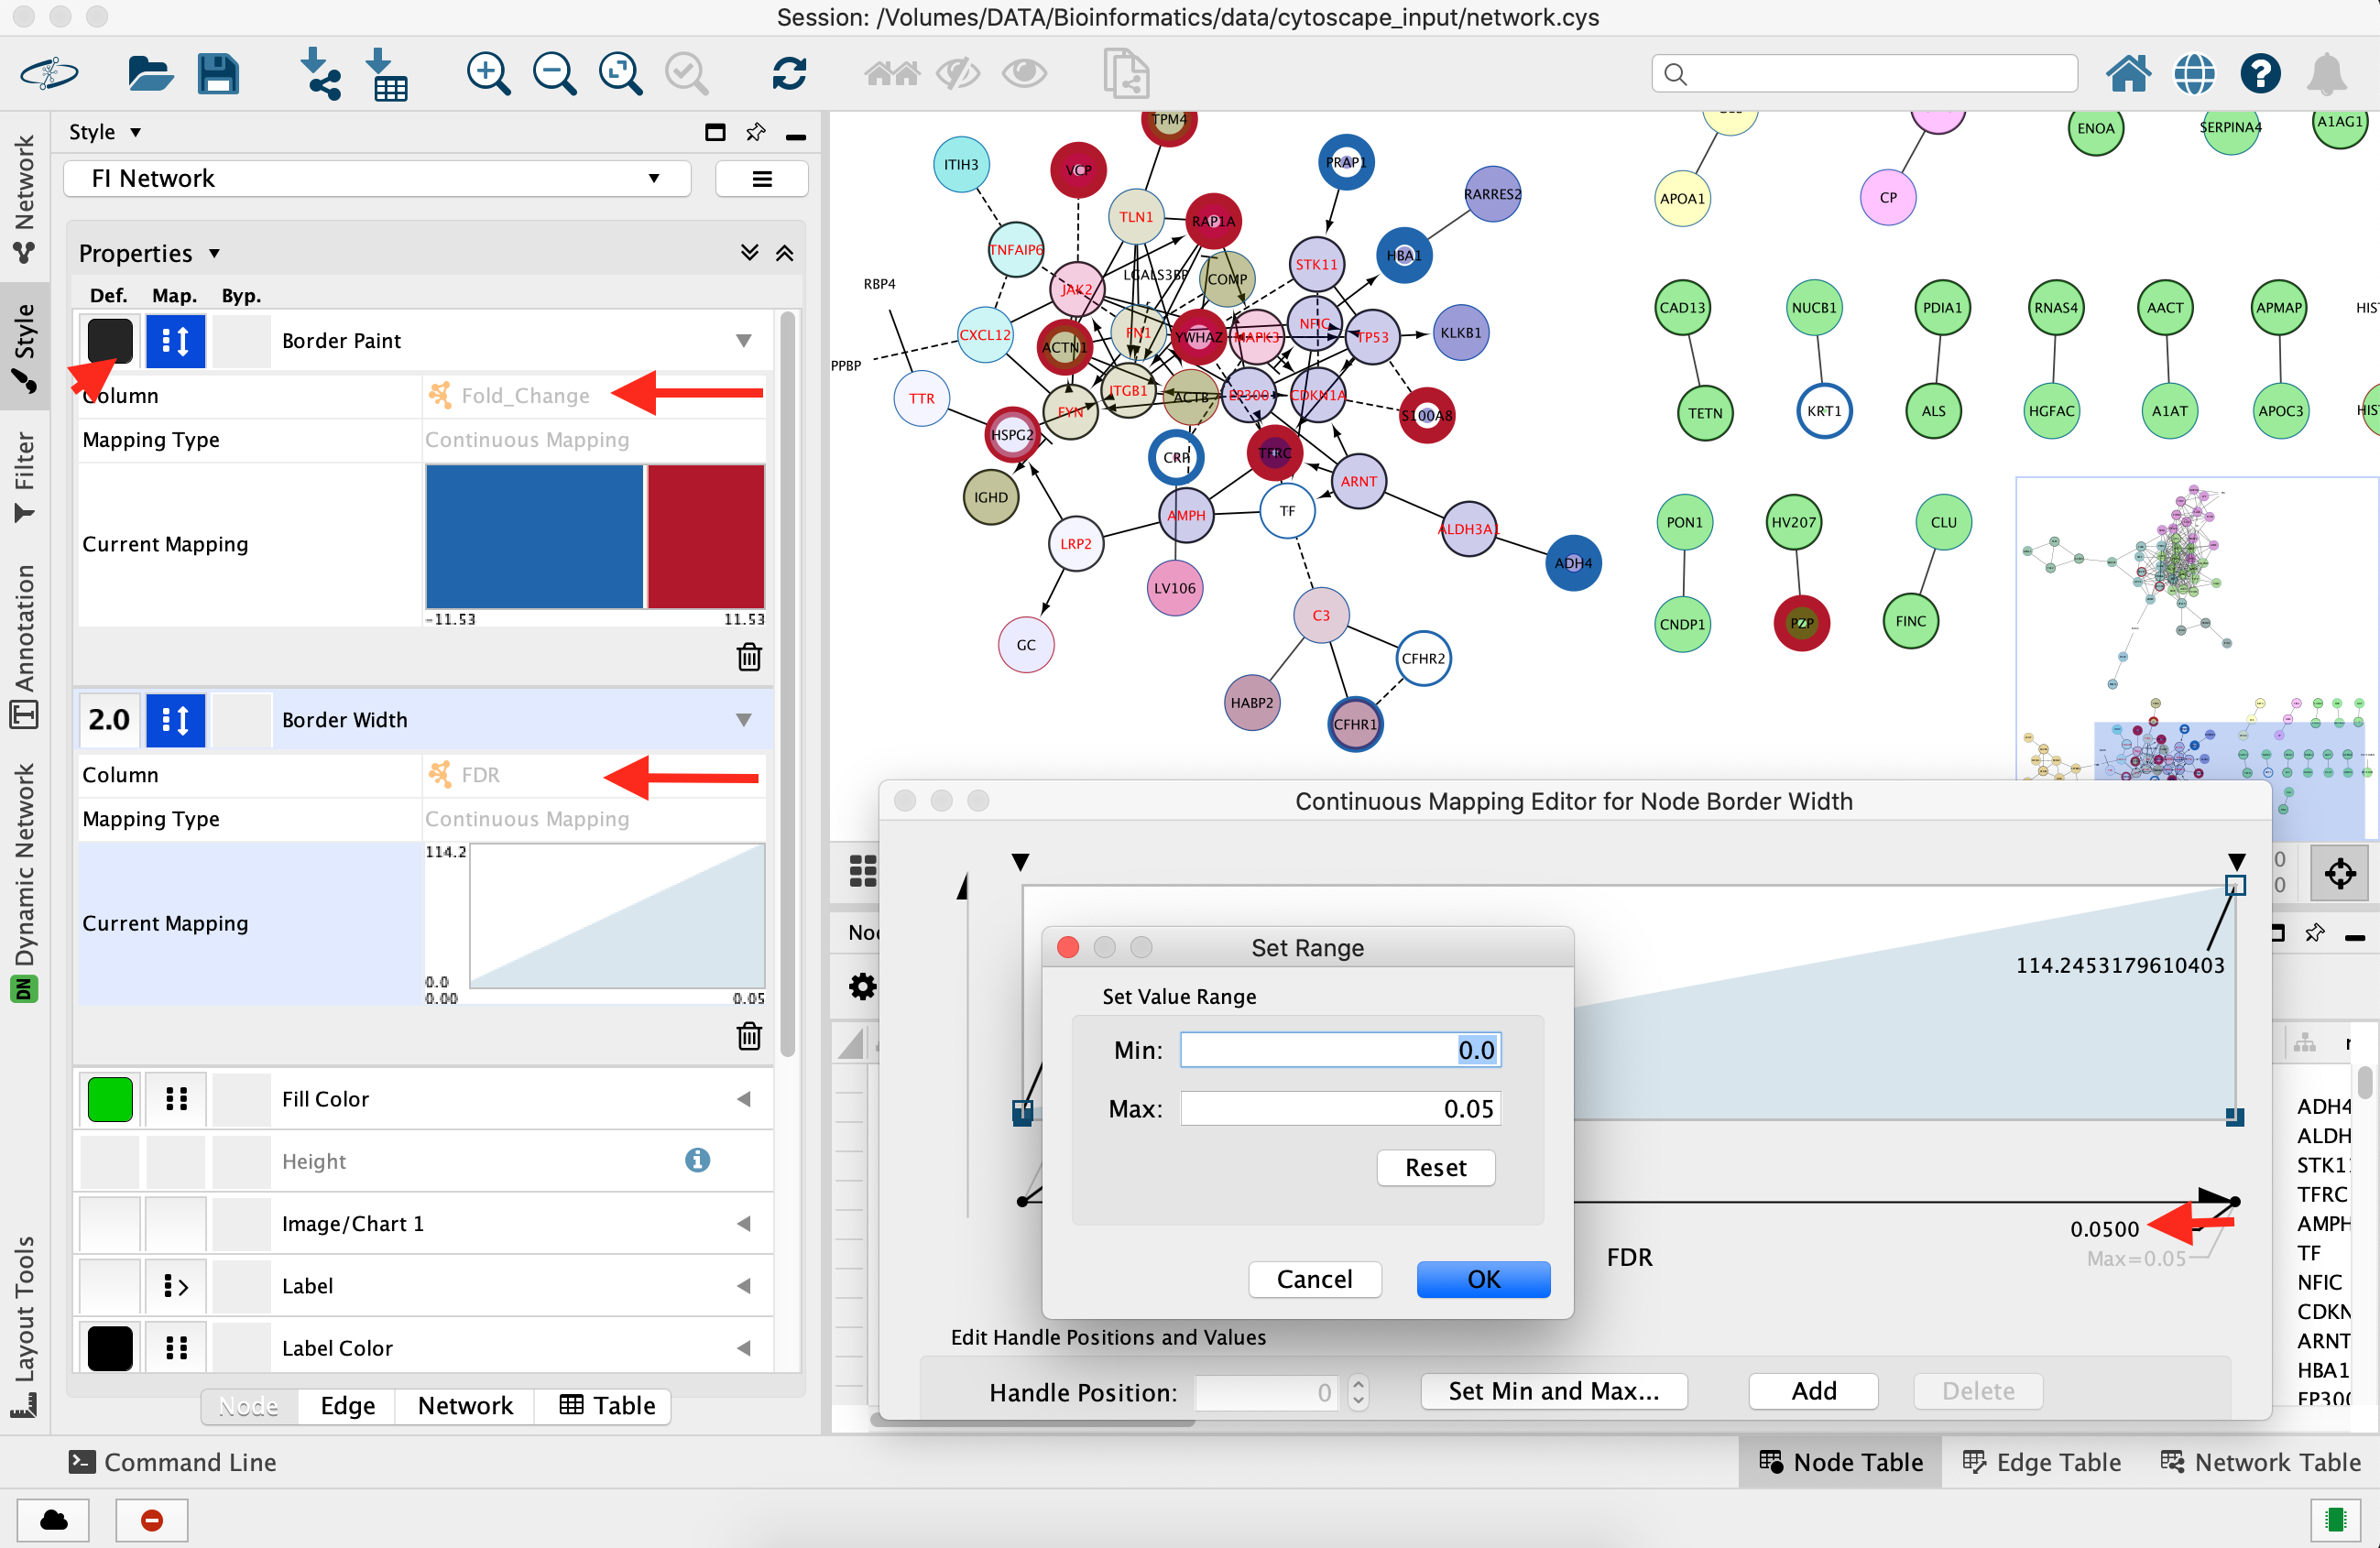 Session: /Volumes/DATA/Bioinformatics/data/cytoscape_input/network.cys
Network
Style
Filter
Annotation
Dynamic Network
DN
Layout Tools
Style
FI Network
Properties
Def. Map. Byp.
Border Paint
Column Fold_Change
Mapping Type Continuous Mapping
Current Mapping
-11.53 11.53
2.0 Border Width
Column FDR
Mapping Type Continuous Mapping
114.2
Current Mapping
0.0
0.00 0.05
Fill Color
Height
Image/Chart 1
Label
Label Color
Node Edge Network Table
TPM4
ITIH3
VCP
PRAP1
RARRES2
TLN1
RAP1A
TNFAIP6
STK11
HBA1
LGALS3BP
COMP
RBP4
JAK2
CXCL12
FN1
YWHAZ
MAPK3
NFIC
TP53
KLKB1
ACTN1
PPBP
TTR
ITGB1
ACTB
EP300
CDKN1A
FYN
S100A8
HSPG2
CRP
TFRC
ARNT
IGHD
AMPH
TF
LRP2
ALDH3A1
ADH4
LV106
C3
GC
CFHR2
HABP2
CFHR1
ENOA
SERPINA4
A1AG1
APOA1
CP
CAD13
NUCB1
PDIA1
RNAS4
AACT
APMAP
HIS
TETN
KRT1
ALS
HGFAC
A1AT
APOC3
HIS
PON1
HV207
CLU
CNDP1
PZP
FINC
Continuous Mapping Editor for Node Border Width
114.2453179610403
Set Range
Set Value Range
Min: 0.0
Max: 0.05
Reset
Cancel OK
0.0500
Max=0.05
FDR
Edit Handle Positions and Values
Handle Position: 0 Set Min and Max... Add Delete
0
0
Noc
ADH4
ALDH
STK1
TFRC
AMPH
TF
NFIC
CDKN
ARNT
HBA1
EP300
Command Line
Node Table Edge Table Network Table